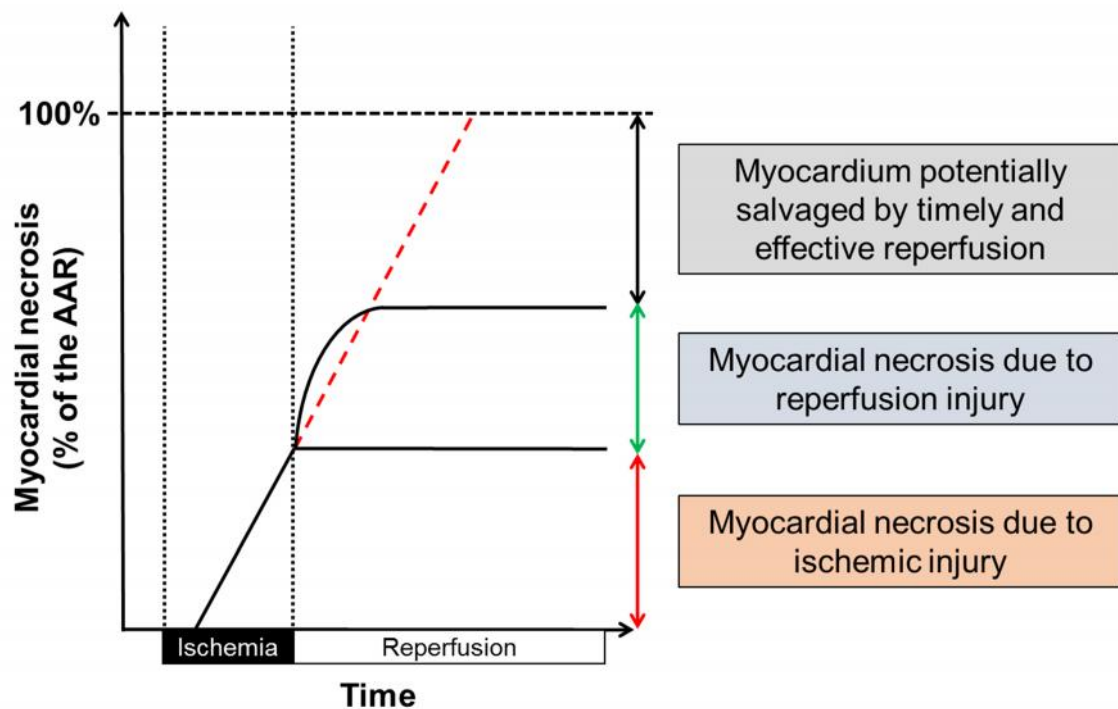 100%
Myocardial necrosis
(% of the AAR)
Myocardium potentially
salvaged by timely and
effective reperfusion
Myocardial necrosis due to
reperfusion injury
Myocardial necrosis due to
ischemic injury
Ischemia
Reperfusion
Time